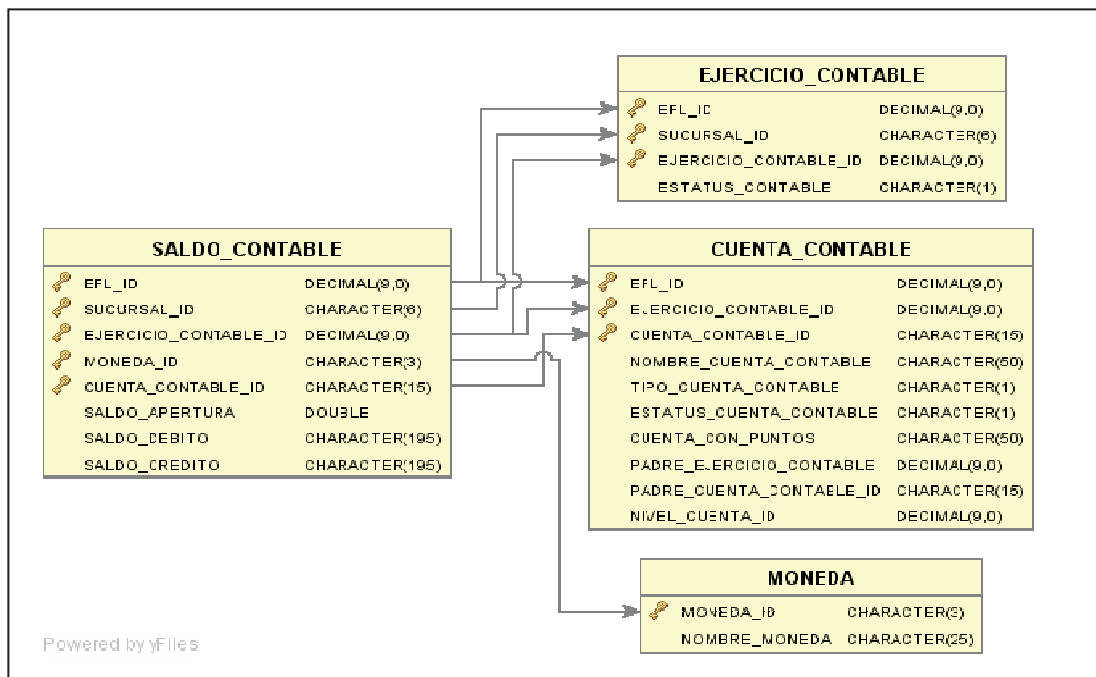 EJERCICIO_CONTABLE
EFL_ID DECIMAL(9,0)
SUCURSAL_ID CHARACTER(6)
EJERCICIO_CONTABLE_ID DECIMAL(9,0)
ESTATUS_CONTABLE CHARACTER(1)
SALDO_CONTABLE
EFL_ID DECIMAL(9,0)
SUCURSAL_ID CHARACTER(6)
EJERCICIO_CONTABLE_ID DECIMAL(9,0)
MONEDA_ID CHARACTER(3)
CUENTA_CONTABLE_ID CHARACTER(15)
SALDO_APERTURA DOUBLE
SALDO_DEBITO CHARACTER(195)
SALDO_CREDITO CHARACTER(195)
CUENTA_CONTABLE
EFL_ID DECIMAL(9,0)
EJERCICIO_CONTABLE_ID DECIMAL(9,0)
CUENTA_CONTABLE_ID CHARACTER(15)
NOMBRE_CUENTA_CONTABLE CHARACTER(50)
TIPO_CUENTA_CONTABLE CHARACTER(1)
ESTATUS_CUENTA_CONTABLE CHARACTER(1)
CUENTA_CON_PUNTOS CHARACTER(50)
PADRE_EJERCICIO_CONTABLE DECIMAL(9,0)
PADRE_CUENTA_CONTABLE_ID CHARACTER(15)
NIVEL_CUENTA_ID DECIMAL(9,0)
MONEDA
MONEDA_ID CHARACTER(3)
NOMBRE_MONEDA CHARACTER(25)
Powered by yFiles